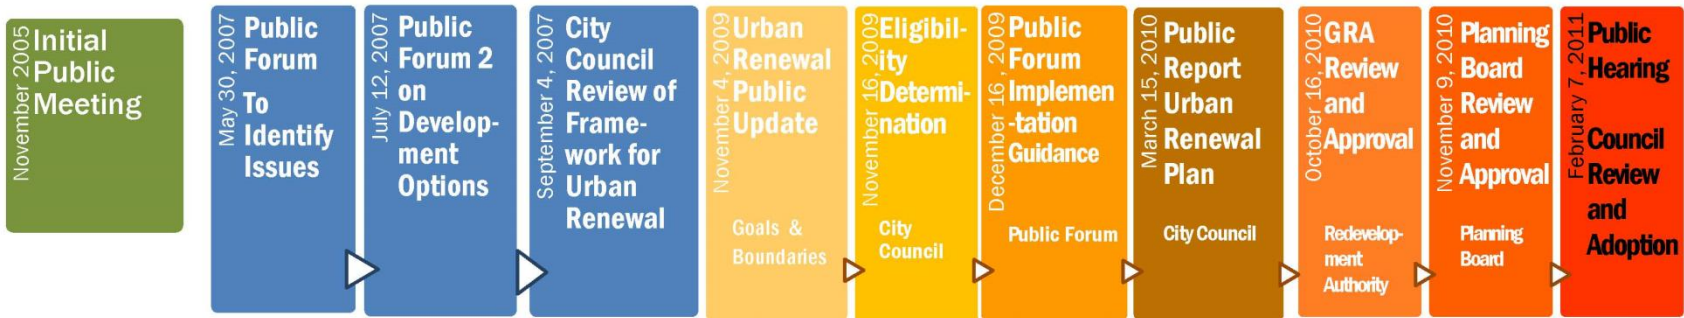 November 2005
Initial
Public
Meeting
May 30, 2007
Public
Forum
To
Identify
Issues
July 12, 2007
Public
Forum 2
on
Develop-
ment
Options
September 4, 2007
City
Council
Review of
Frame-
work for
Urban
Renewal
November 4, 2009
Urban
Renewal
Public
Update
Goals &
Boundaries
November 16, 2009
Eligibil-
ity
Determi-
nation
City
Council
December 16, 2009
Public
Forum
Implemen
-tation
Guidance
Public Forum
March 15, 2010
Public
Report
Urban
Renewal
Plan
City Council
October 16, 2010
GRA
Review
and
Approval
Redevelop-
ment
Authority
November 9, 2010
Planning
Board
Review
and
Approval
Planning
Board
February 7, 2011
Public
Hearing
Council
Review
and
Adoption